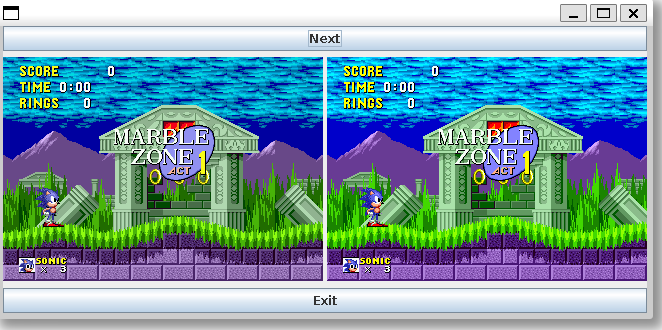 Next
SCORE 0
TIME 0:00
RINGS 0
MARBLE
ZONE 1
ACT
SONIC
× 3
SCORE 0
TIME 0:00
RINGS 0
MARBLE
ZONE 1
ACT
SONIC
× 3
Exit